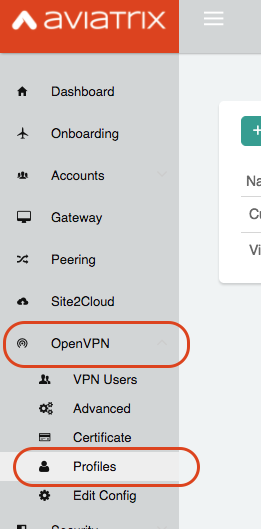 AVIATRIX
Dashboard
Onboarding
Accounts
Gateway
Peering
Site2Cloud
OpenVPN
VPN Users
Advanced
Certificate
Profiles
Edit Config
+
Na
Cu
Vi